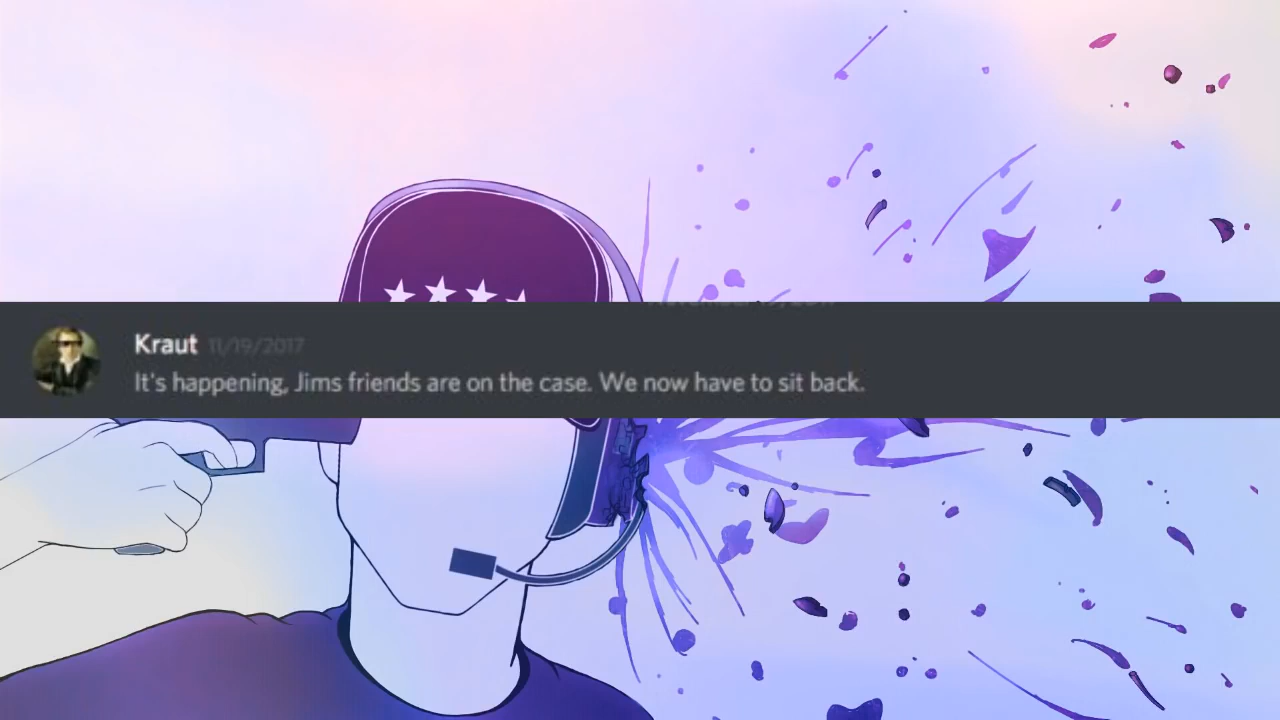 Kraut 11/19/2017
It's happening, Jims friends are on the case. We now have to sit back.